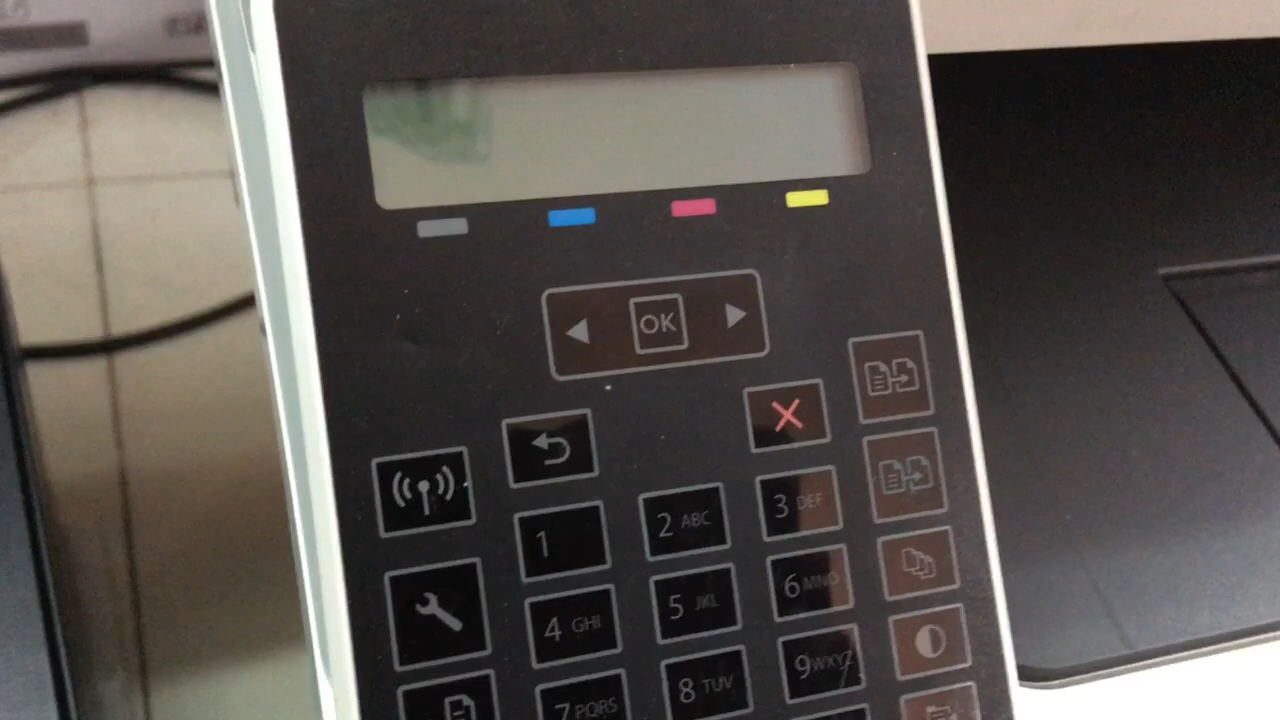 OK
1
2 ABC
3 DEF
4 GHI
5 JKL
6 MNO
7 PQRS
8 TUV
9 WXYZ